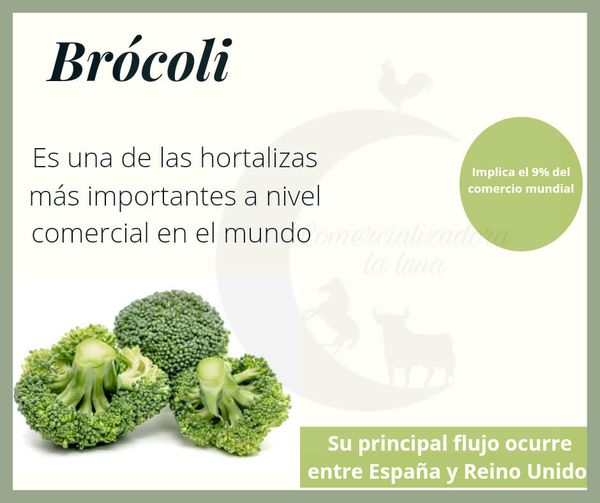 Brócoli
Es una de las hortalizas
más importantes a nivel
comercial en el mundo
Implica el 9% del
comercio mundial
Comercializadora
la luna
Su principal flujo ocurre
entre España y Reino Unido